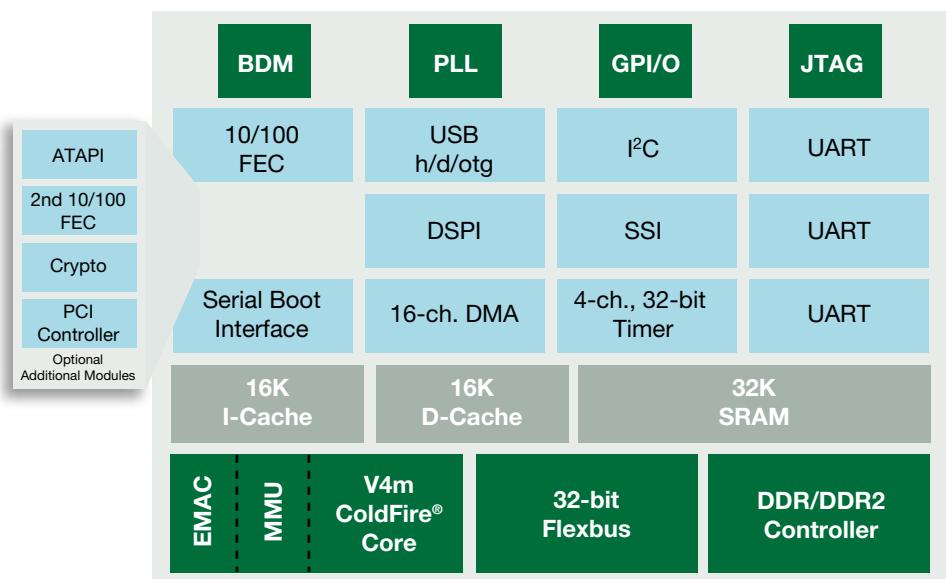 BDM
PLL
GPI/O
JTAG
10/100
FEC
USB
h/d/otg
I²C
UART
ATAPI
2nd 10/100
FEC
Crypto
PCI
Controller
Optional
Additional Modules
DSPI
SSI
UART
Serial Boot
Interface
16-ch. DMA
4-ch., 32-bit
Timer
UART
16K
I-Cache
16K
D-Cache
32K
SRAM
EMAC
MMU
V4m
ColdFire®
Core
32-bit
Flexbus
DDR/DDR2
Controller